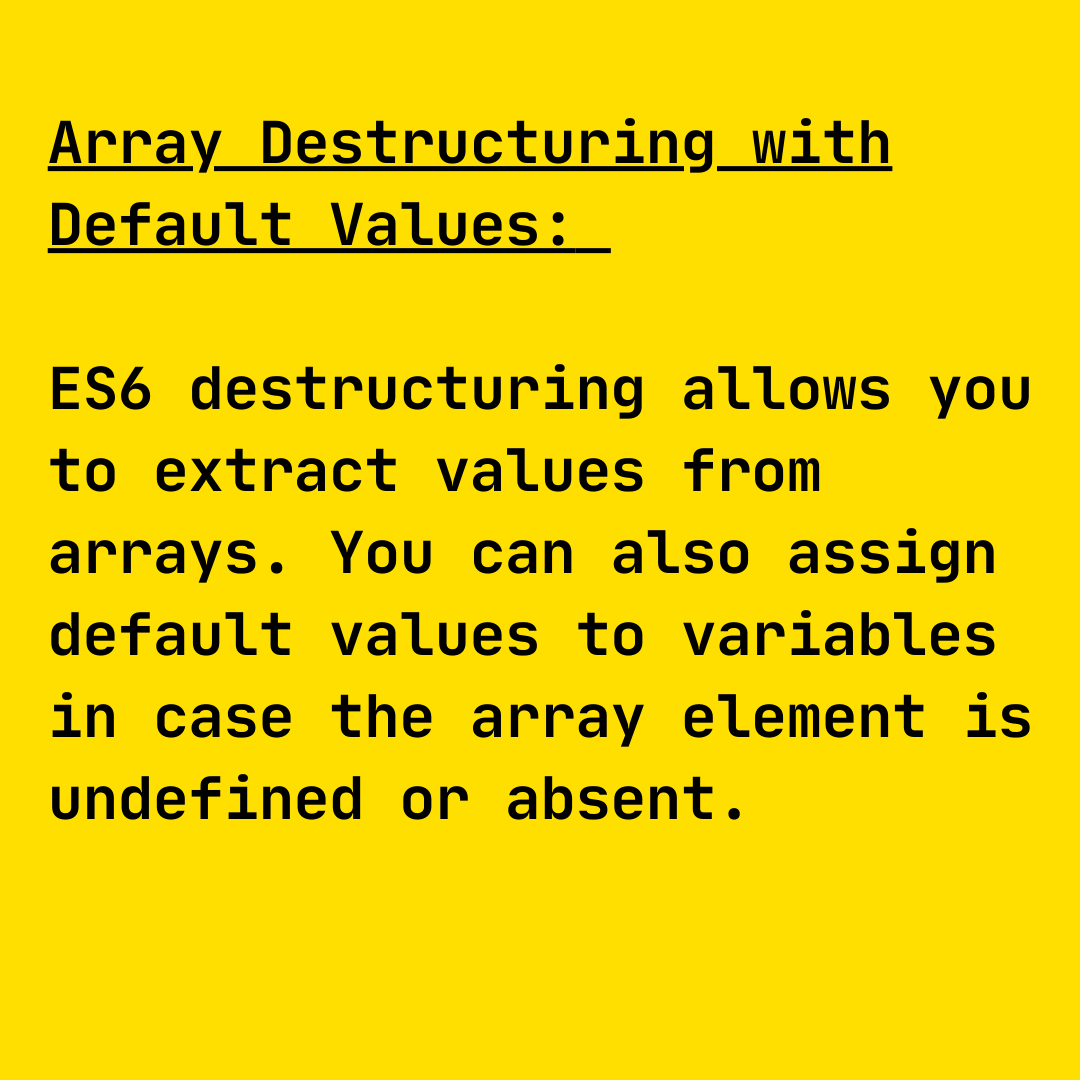 Array Destructuring with
Default Values:
ES6 destructuring allows you
to extract values from
arrays. You can also assign
default values to variables
in case the array element is
undefined or absent.